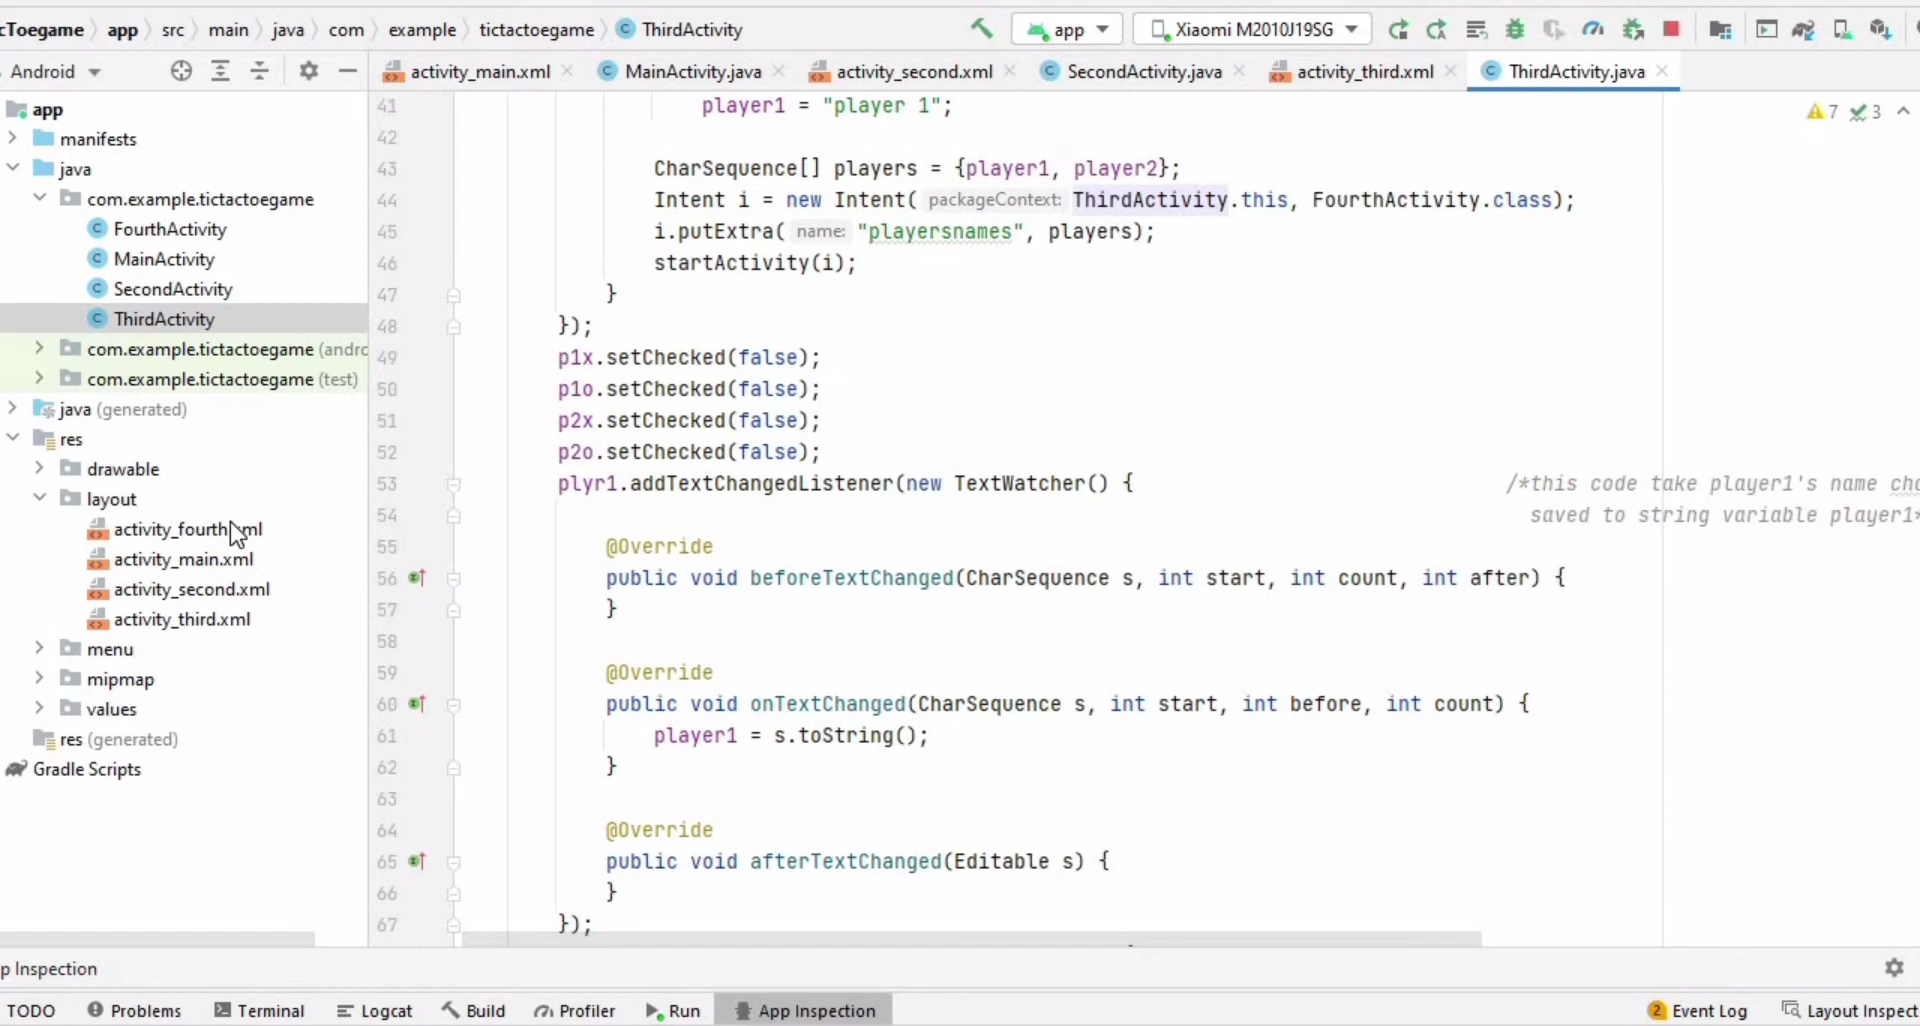 cToegame app src main java com example tictactoegame ThirdActivity app Xiaomi M2010J19SG
Android activity_main.xml MainActivity.java activity_second.xml SecondActivity.java activity_third.xml ThirdActivity.java
app
manifests
java
com.example.tictactoegame
FourthActivity
MainActivity
SecondActivity
ThirdActivity
com.example.tictactoegame (andro
com.example.tictactoegame (test)
java (generated)
res
drawable
layout
activity_fourth.xml
activity_main.xml
activity_second.xml
activity_third.xml
menu
mipmap
values
res (generated)
Gradle Scripts
7 3
41 player1 = "player 1";
42
43 CharSequence[] players = {player1, player2};
44 Intent i = new Intent( packageContext: ThirdActivity.this, FourthActivity.class);
45 i.putExtra( name: "playersnames", players);
46 startActivity(i);
47 }
48 });
49 p1x.setChecked(false);
50 p1o.setChecked(false);
51 p2x.setChecked(false);
52 p2o.setChecked(false);
53 plyr1.addTextChangedListener(new TextWatcher() { /*this code take player1's name cha
54 saved to string variable player1*
55 @Override
56 public void beforeTextChanged(CharSequence s, int start, int count, int after) {
57 }
58
59 @Override
60 public void onTextChanged(CharSequence s, int start, int before, int count) {
61 player1 = s.toString();
62 }
63
64 @Override
65 public void afterTextChanged(Editable s) {
66 }
67 });
p Inspection
TODO Problems Terminal Logcat Build Profiler Run App Inspection 2 Event Log Layout Inspect